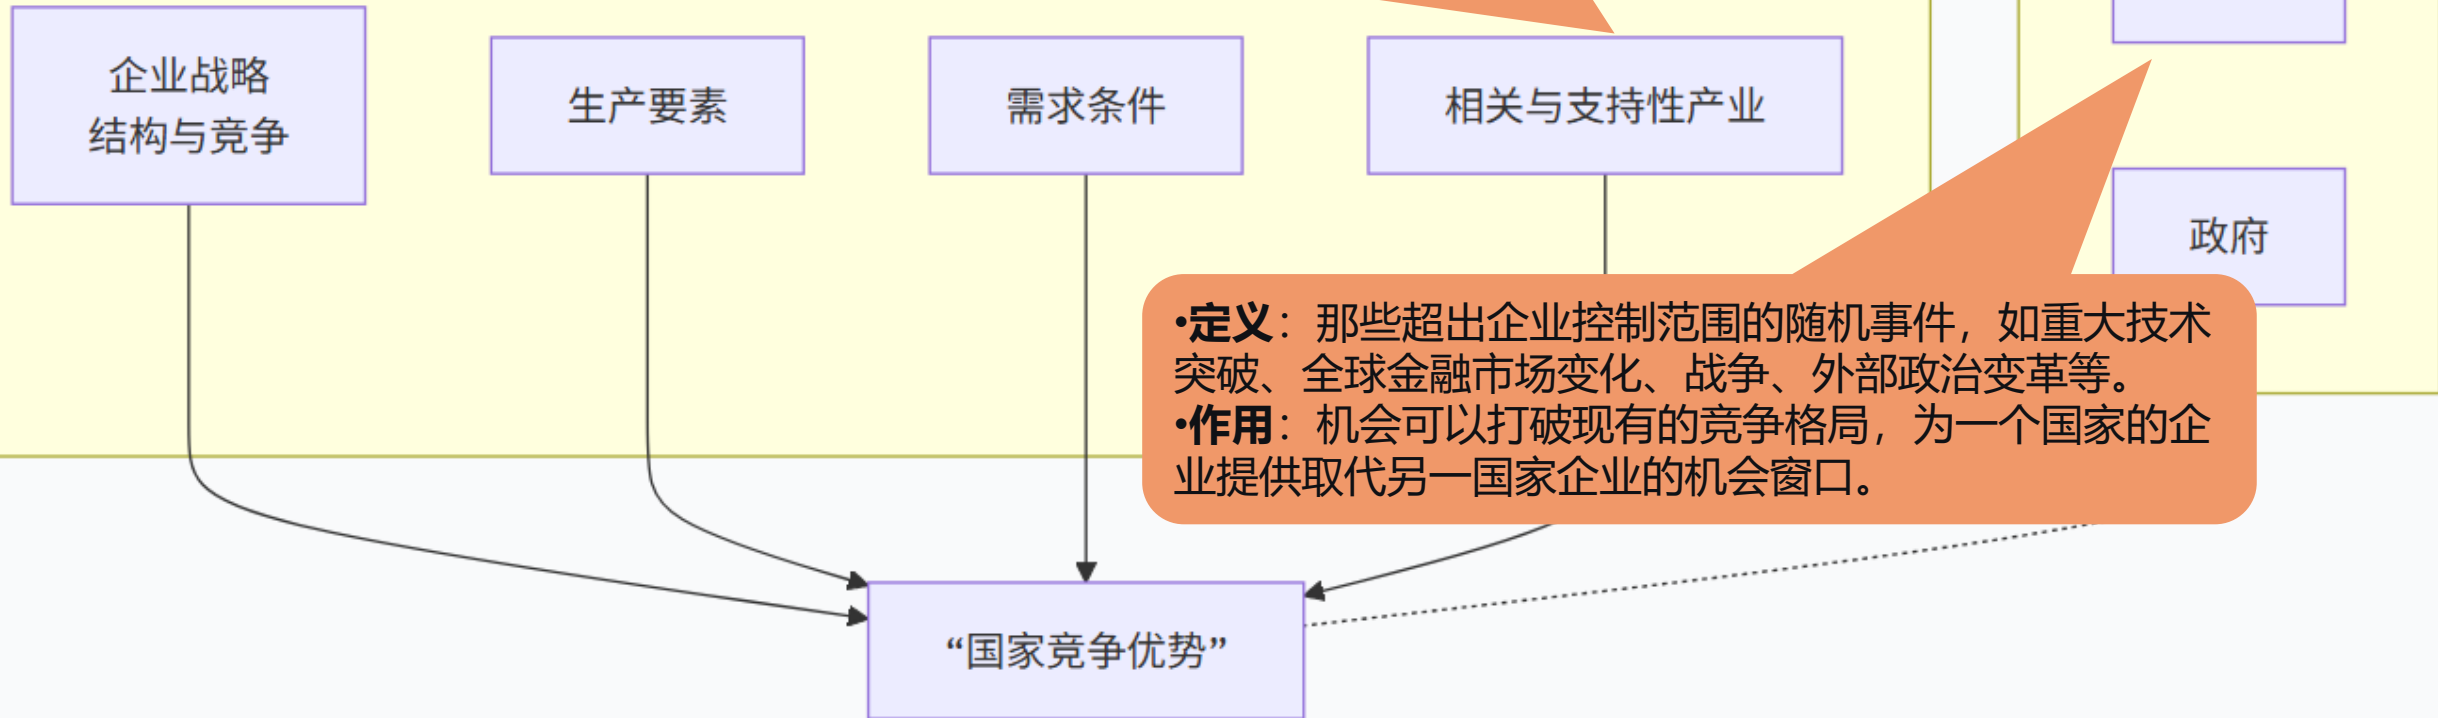 企业战略
结构与竞争
生产要素
需求条件
相关与支持性产业
政府
•定义：那些超出企业控制范围的随机事件，如重大技术
突破、全球金融市场变化、战争、外部政治变革等。
•作用：机会可以打破现有的竞争格局，为一个国家的企
业提供取代另一国家企业的机会窗口。
“国家竞争优势”